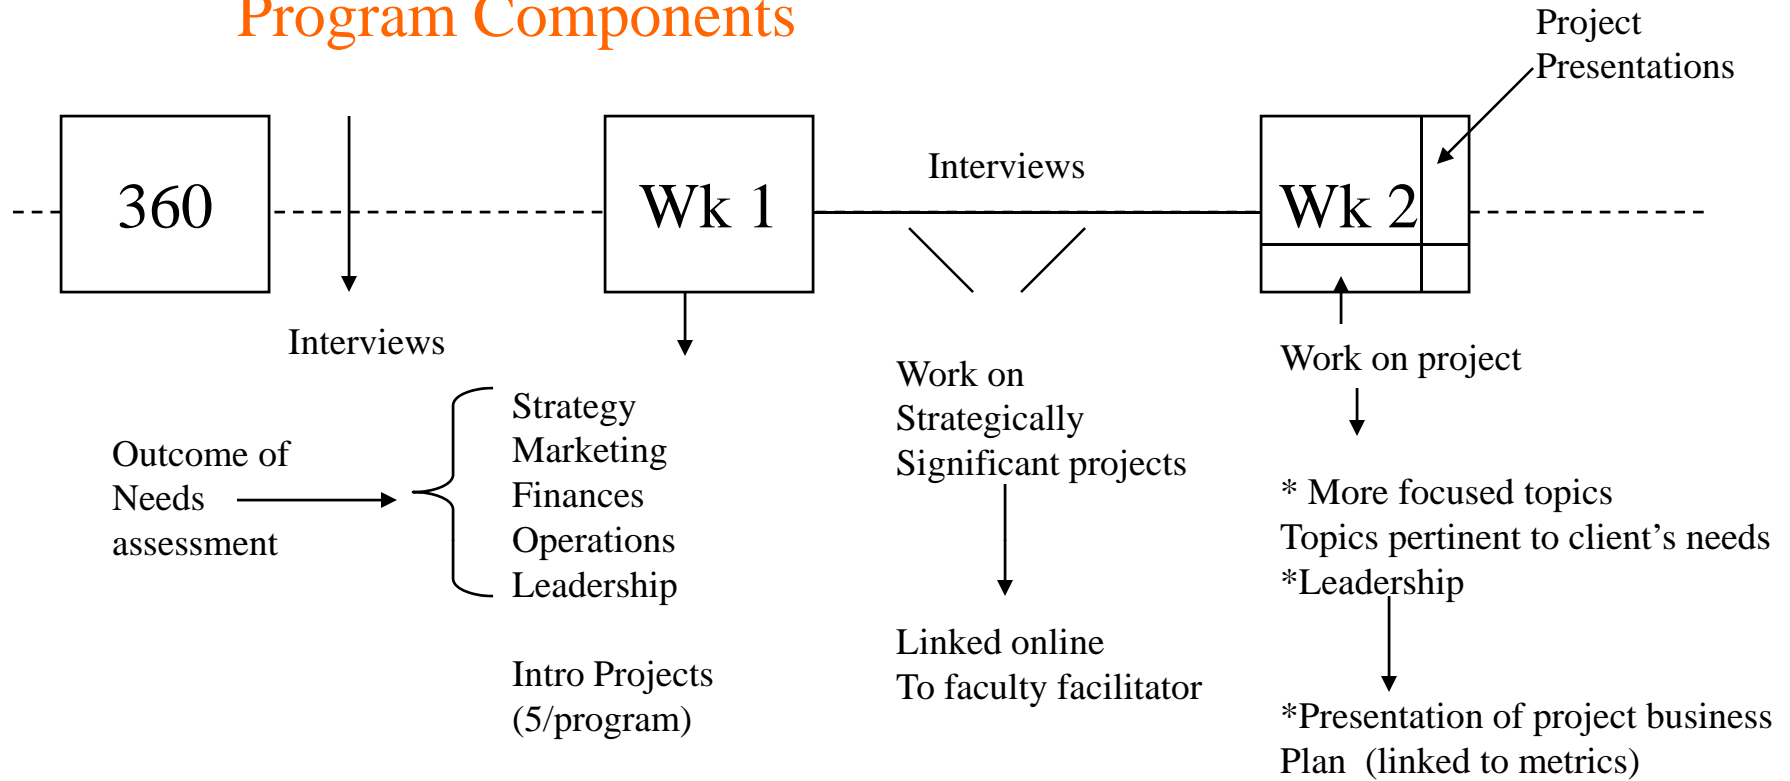 Program Components
Project
Presentations
360
Wk 1
Interviews
Wk 2
Interviews
Outcome of
Needs
assessment
Strategy
Marketing
Finances
Operations
Leadership
Intro Projects
(5/program)
Work on
Strategically
Significant projects
Linked online
To faculty facilitator
Work on project
* More focused topics
Topics pertinent to client’s needs
*Leadership
*Presentation of project business
Plan (linked to metrics)